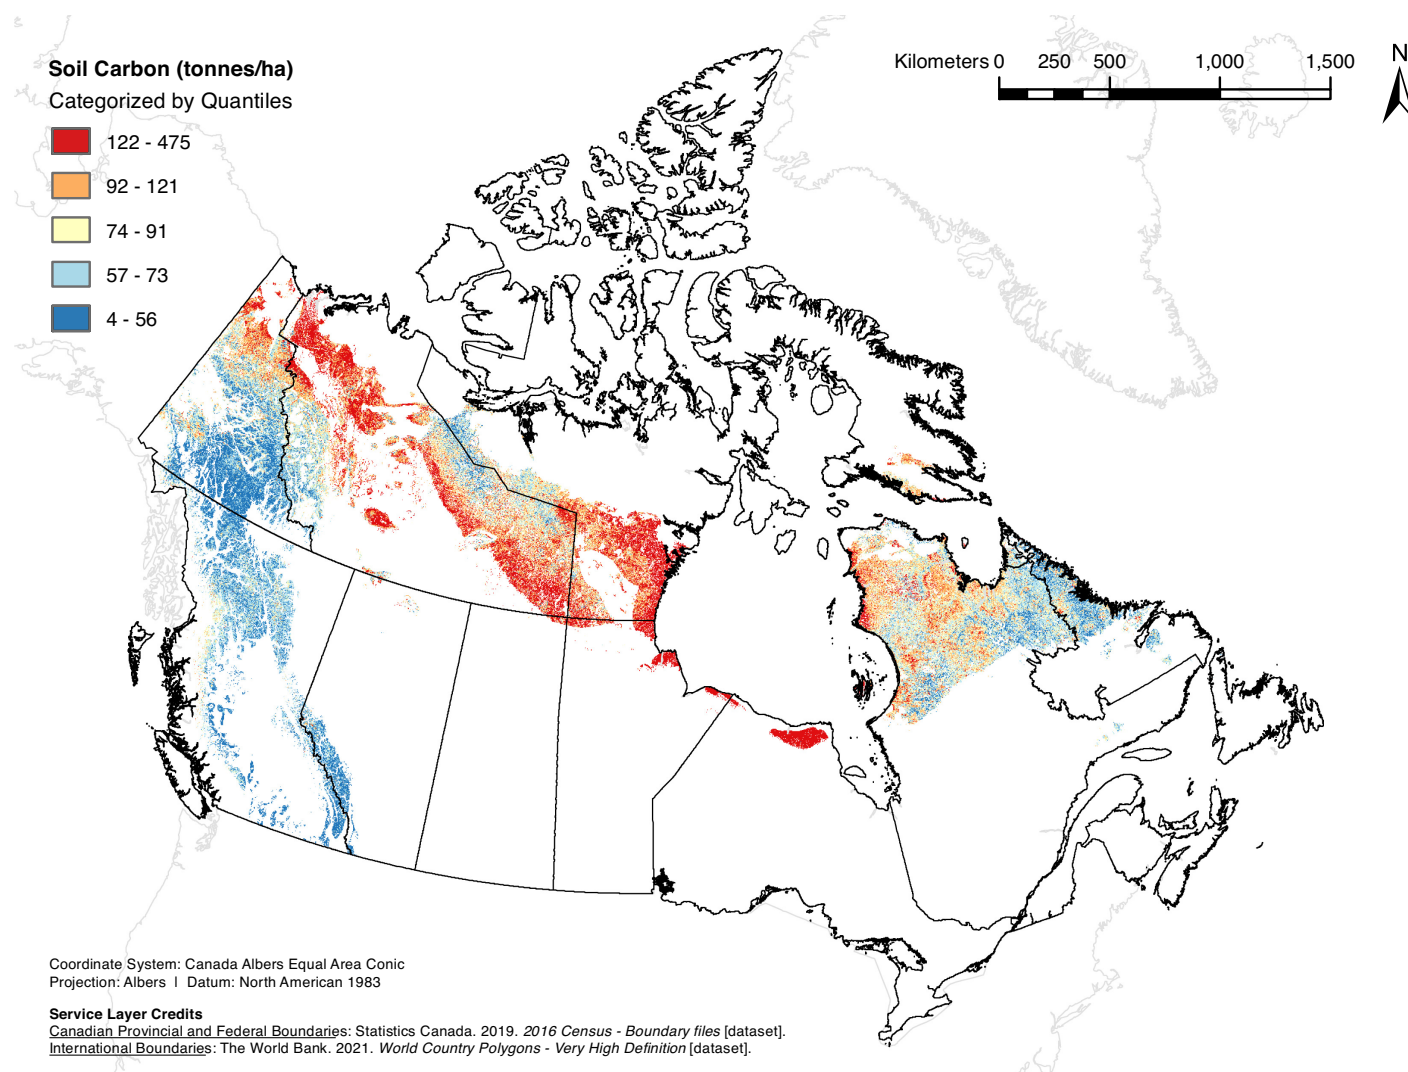 Soil Carbon (tonnes/ha)
Categorized by Quantiles
122 - 475
92 - 121
74 - 91
57 - 73
4 - 56
Kilometers 0 250 500 1,000 1,500
N
Coordinate System: Canada Albers Equal Area Conic
Projection: Albers | Datum: North American 1983
Service Layer Credits
Canadian Provincial and Federal Boundaries: Statistics Canada. 2019. 2016 Census - Boundary files [dataset].
International Boundaries: The World Bank. 2021. World Country Polygons - Very High Definition [dataset].